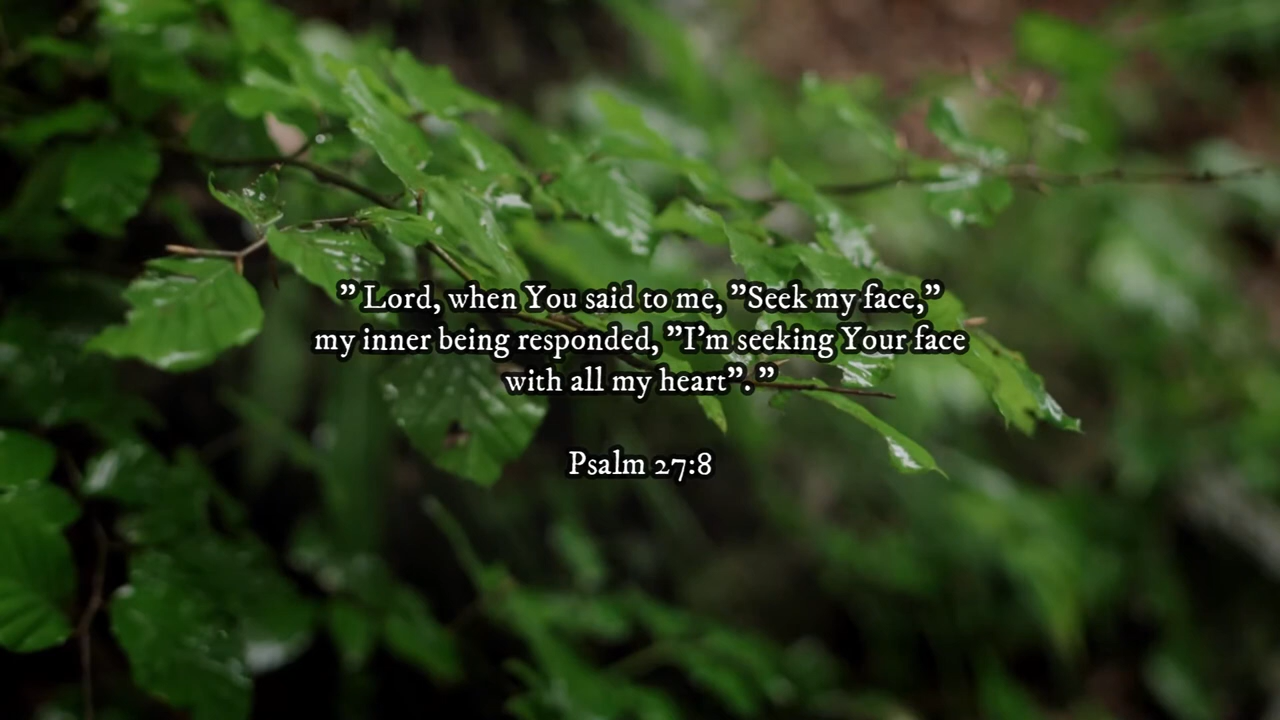 ” Lord, when You said to me, ”Seek my face,”
my inner being responded, ”I’m seeking Your face
with all my heart”. ”
Psalm 27:8